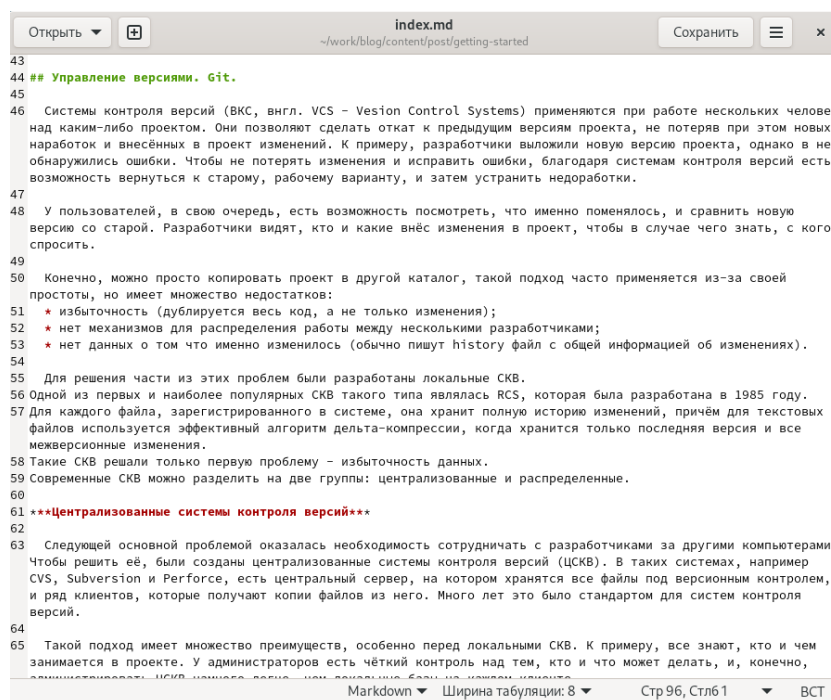 Открыть
index.md
~/work/blog/content/post/getting-started
Сохранить
43
44 ## Управление версиями. Git.
45
46 Системы контроля версий (ВКС, внгл. VCS – Vesion Control Systems) применяются при работе нескольких челове
над каким-либо проектом. Они позволяют сделать откат к предыдущим версиям проекта, не потеряв при этом новых
наработок и внесённых в проект изменений. К примеру, разработчики выложили новую версию проекта, однако в не
обнаружились ошибки. Чтобы не потерять изменения и исправить ошибки, благодаря системам контроля версий есть
возможность вернуться к старому, рабочему варианту, и затем устранить недоработки.
47
48 У пользователей, в свою очередь, есть возможность посмотреть, что именно поменялось, и сравнить новую
версию со старой. Разработчики видят, кто и какие внёс изменения в проект, чтобы в случае чего знать, с кого
спросить.
49
50 Конечно, можно просто копировать проект в другой каталог, такой подход часто применяется из-за своей
простоты, но имеет множество недостатков:
51 * избыточность (дублируется весь код, а не только изменения);
52 * нет механизмов для распределения работы между несколькими разработчиками;
53 * нет данных о том что именно изменилось (обычно пишут history файл с общей информацией об изменениях).
54
55 Для решения части из этих проблем были разработаны локальные СКВ.
56 Одной из первых и наиболее популярных СКВ такого типа являлась RCS, которая была разработана в 1985 году.
57 Для каждого файла, зарегистрированного в системе, она хранит полную историю изменений, причём для текстовых
файлов используется эффективный алгоритм дельта-компрессии, когда хранится только последняя версия и все
межверсионные изменения.
58 Такие СКВ решали только первую проблему – избыточность данных.
59 Современные СКВ можно разделить на две группы: централизованные и распределенные.
60
61 ***Централизованные системы контроля версий***
62
63 Следующей основной проблемой оказалась необходимость сотрудничать с разработчиками за другими компьютерами
Чтобы решить её, были созданы централизованные системы контроля версий (ЦСКВ). В таких системах, например
CVS, Subversion и Perforce, есть центральный сервер, на котором хранятся все файлы под версионным контролем,
и ряд клиентов, которые получают копии файлов из него. Много лет это было стандартом для систем контроля
версий.
64
65 Такой подход имеет множество преимуществ, особенно перед локальными СКВ. К примеру, все знают, кто и чем
занимается в проекте. У администраторов есть чёткий контроль над тем, кто и что может делать, и, конечно,
администрировать ЦСКВ намного легче, чем локальные базы на каждом клиенте.
Markdown Ширина табуляции: 8 Стр 96, Стлб 1 ВСТ